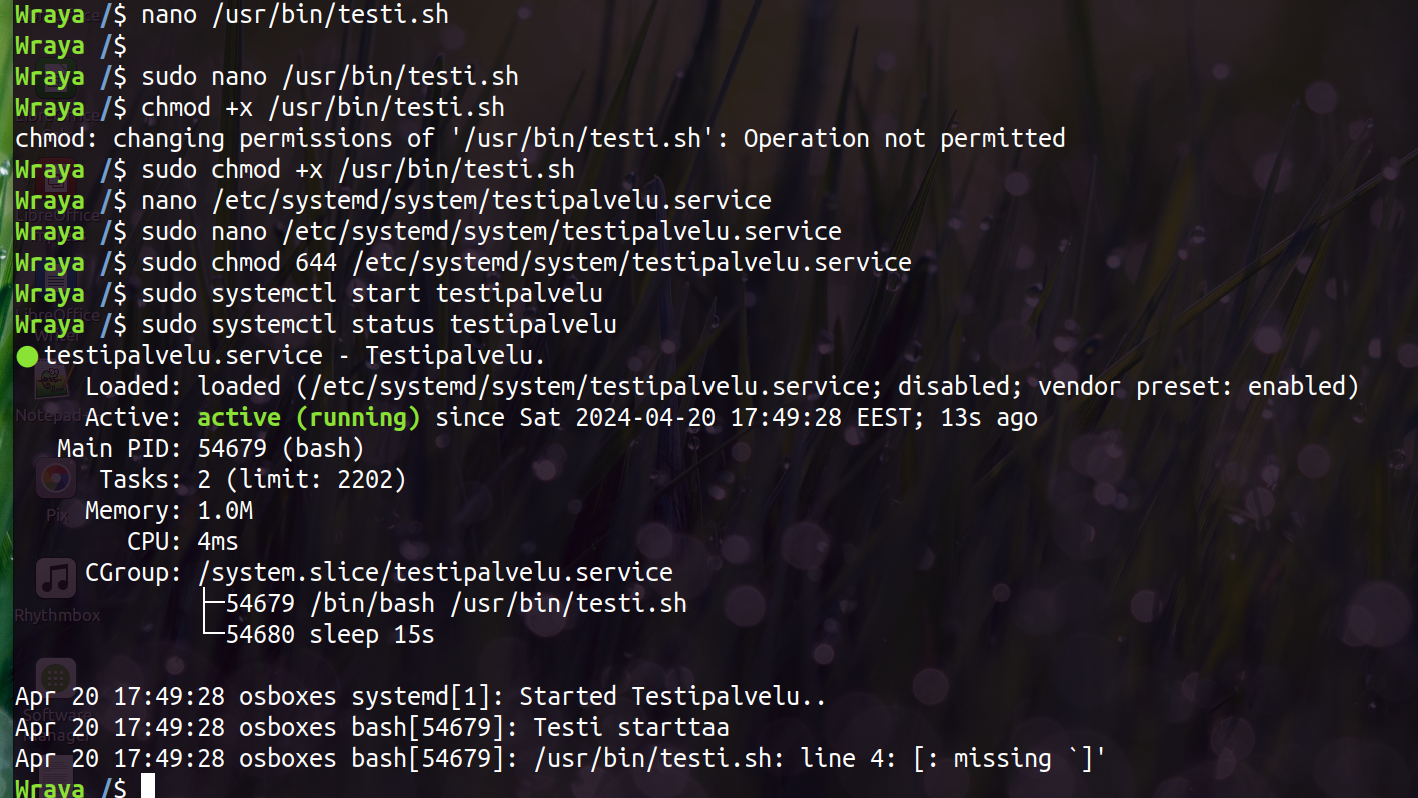 Wraya /$ nano /usr/bin/testi.sh
Wraya /$
Wraya /$ sudo nano /usr/bin/testi.sh
Wraya /$ chmod +x /usr/bin/testi.sh
chmod: changing permissions of '/usr/bin/testi.sh': Operation not permitted
Wraya /$ sudo chmod +x /usr/bin/testi.sh
Wraya /$ nano /etc/systemd/system/testipalvelu.service
LibreOffice
Wraya /$ sudo nano /etc/systemd/system/testipalvelu.service
Wraya /$ sudo chmod 644 /etc/systemd/system/testipalvelu.service
Wraya /$ sudo systemctl start testipalvelu
LibreOffice
Wraya /$ sudo systemctl status testipalvelu
Writer
● testipalvelu.service - Testipalvelu.
Loaded: loaded (/etc/systemd/system/testipalvelu.service; disabled; vendor preset: enabled)
Notepad
Active: active (running) since Sat 2024-04-20 17:49:28 EEST; 13s ago
Main PID: 54679 (bash)
Tasks: 2 (limit: 2202)
Memory: 1.0M
Pix
CPU: 4ms
CGroup: /system.slice/testipalvelu.service
├─54679 /bin/bash /usr/bin/testi.sh
Rhythmbox
└─54680 sleep 15s
Apr 20 17:49:28 osboxes systemd[1]: Started Testipalvelu..
Software
Apr 20 17:49:28 osboxes bash[54679]: Testi starttaa
Manager
Apr 20 17:49:28 osboxes bash[54679]: /usr/bin/testi.sh: line 4: [: missing `]'
Wraya /$